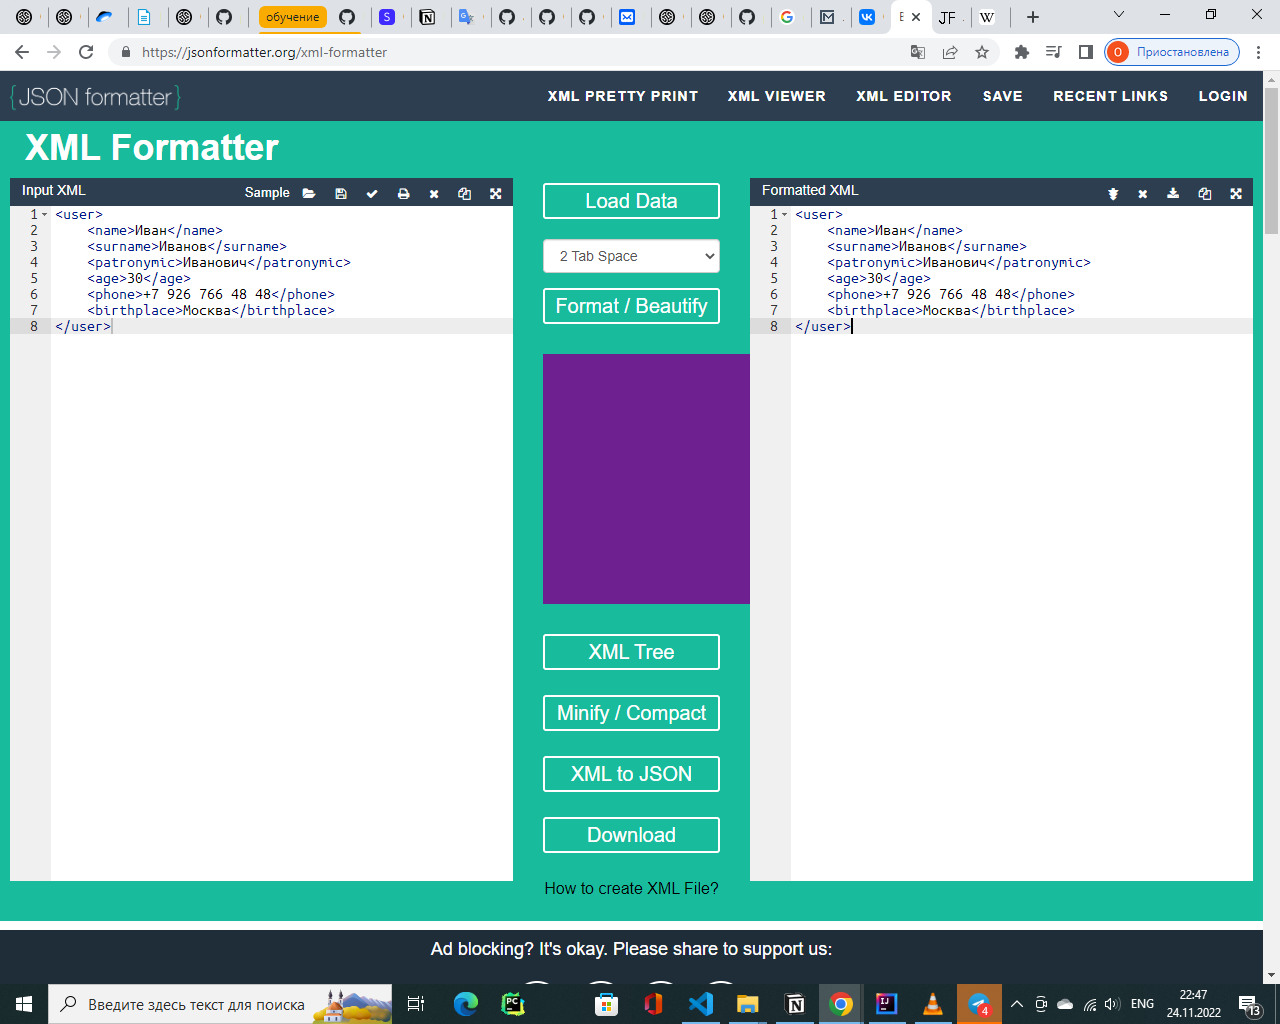 обучение
https://jsonformatter.org/xml-formatter
О Приостановлена
{JSON formatter}
XML PRETTY PRINT XML VIEWER XML EDITOR SAVE RECENT LINKS LOGIN
XML Formatter
Input XML
Sample
1 <user>
2 <name>Иван</name>
3 <surname>Иванов</surname>
4 <patronymic>Иванович</patronymic>
5 <age>30</age>
6 <phone>+7 926 766 48 48</phone>
7 <birthplace>Москва</birthplace>
8 </user>
Load Data
2 Tab Space
Format / Beautify
XML Tree
Minify / Compact
XML to JSON
Download
How to create XML File?
Formatted XML
1 <user>
2 <name>Иван</name>
3 <surname>Иванов</surname>
4 <patronymic>Иванович</patronymic>
5 <age>30</age>
6 <phone>+7 926 766 48 48</phone>
7 <birthplace>Москва</birthplace>
8 </user>
Ad blocking? It's okay. Please share to support us:
Введите здесь текст для поиска
4
ENG
22:47
24.11.2022
13